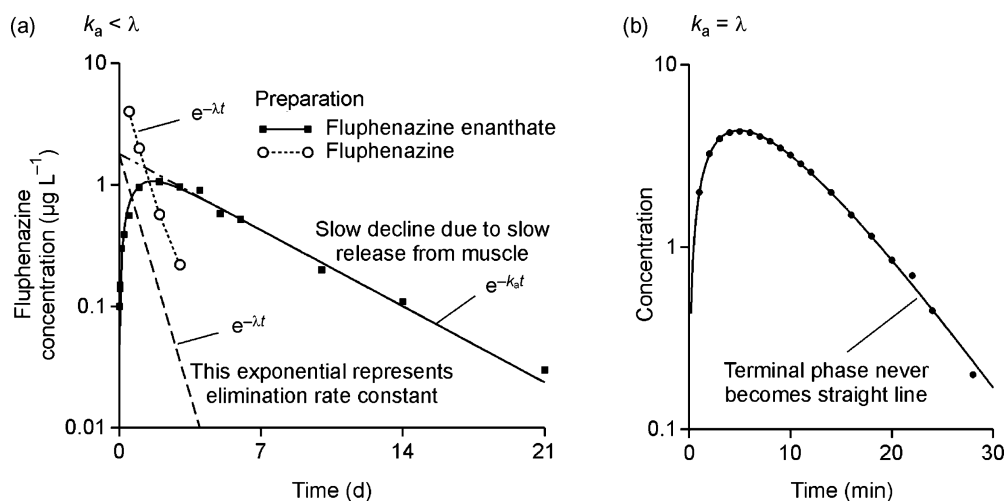 (a)
kₐ < λ
10
1
0.1
0.01
Fluphenazine
concentration (µg L⁻¹)
e⁻λᵗ
Preparation
Fluphenazine enanthate
Fluphenazine
Slow decline due to slow
release from muscle
e⁻ᵏₐᵗ
e⁻λᵗ
This exponential represents
elimination rate constant
0
7
14
21
Time (d)
(b)
kₐ = λ
10
1
0.1
Concentration
Terminal phase never
becomes straight line
0
10
20
30
Time (min)